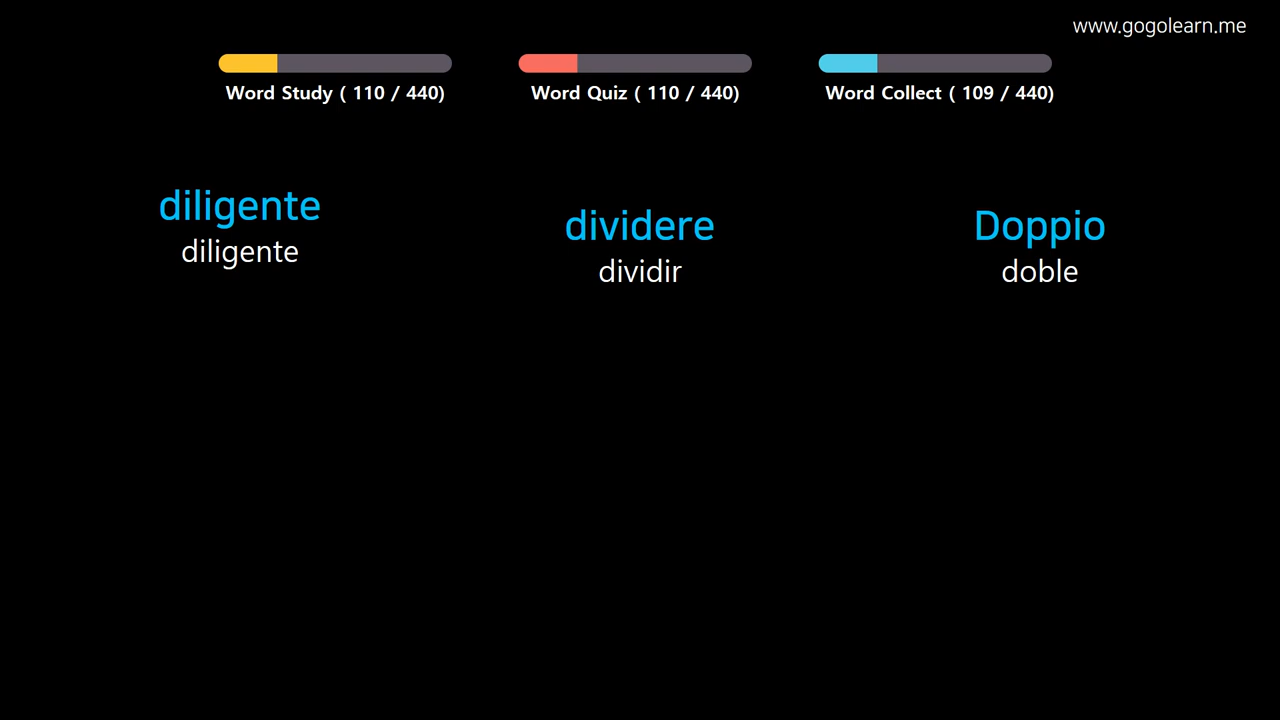 www.gogolearn.me
Word Study ( 110 / 440)
Word Quiz ( 110 / 440)
Word Collect ( 109 / 440)
diligente
diligente
dividere
dividir
Doppio
doble